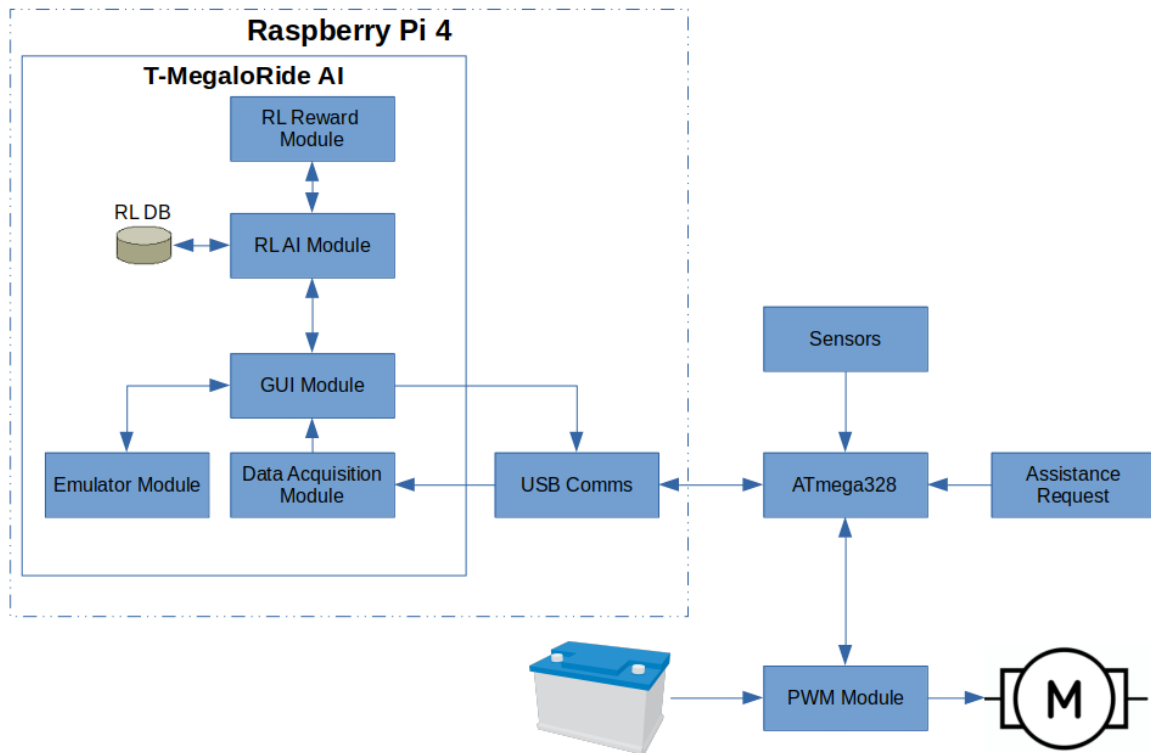 Raspberry Pi 4
T-MegaloRide AI
RL Reward
Module
RL DB
RL AI Module
Sensors
GUI Module
Emulator Module
Data Acquisition
Module
USB Comms
ATmega328
Assistance
Request
PWM Module
M